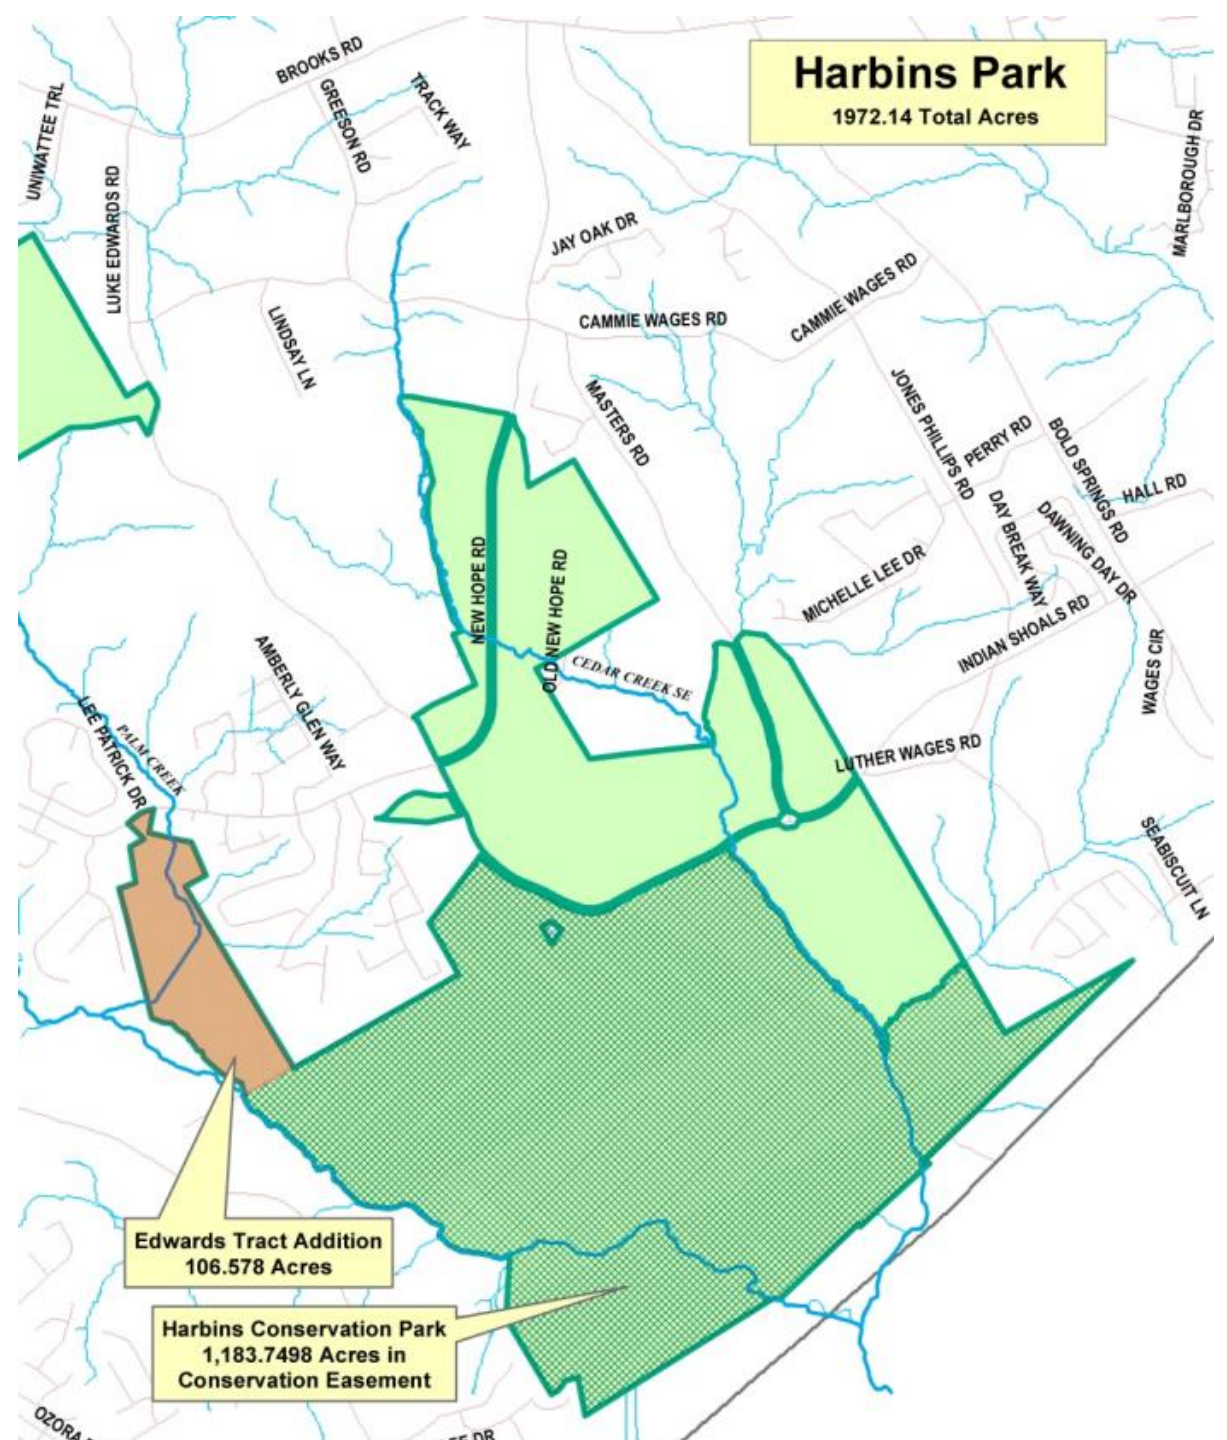 Harbins Park
1972.14 Total Acres
BROOKS RD
GREESON RD
TRACK WAY
UNIWATTEE TRL
LUKE EDWARDS RD
MARLBOROUGH DR
JAY OAK DR
CAMMIE WAGES RD
CAMMIE WAGES RD
LINDSAY LN
MASTERS RD
JONES PHILLIPS RD
PERRY RD
BOLD SPRINGS RD
HALL RD
DAY BREAK WAY
DAWNING DAY DR
NEW HOPE RD
OLD NEW HOPE RD
MICHELLE LEE DR
INDIAN SHOALS RD
WAGES CIR
CEDAR CREEK SE
AMBERLY GLEN WAY
LEE PATRICK DR
PALM CREEK
LUTHER WAGES RD
SEABISCUIT LN
Edwards Tract Addition
106.578 Acres
Harbins Conservation Park
1,183.7498 Acres in
Conservation Easement
OZORA
DR